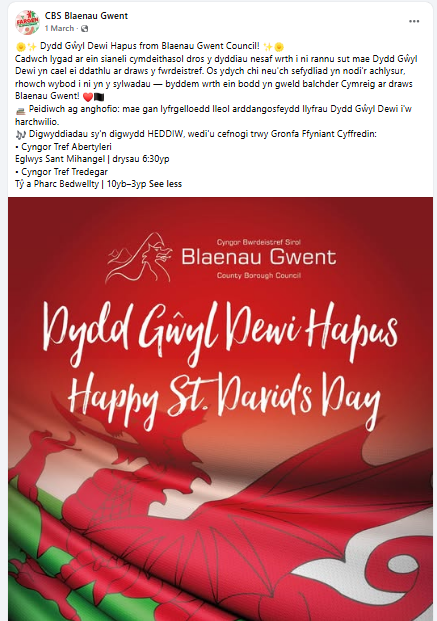 CBS Blaenau Gwent
1 March ·
🌼✨ Dydd Gŵyl Dewi Hapus from Blaenau Gwent Council! ✨🌼
Cadwch lygad ar ein sianeli cymdeithasol dros y dyddiau nesaf wrth i ni rannu sut mae Dydd Gŵyl
Dewi yn cael ei ddathlu ar draws y fwrdeistref. Os ydych chi neu'ch sefydliad yn nodi'r achlysur,
rhowch wybod i ni yn y sylwadau — byddem wrth ein bodd yn gweld balchder Cymreig ar draws
Blaenau Gwent! ❤️🏴
📚 Peidiwch ag anghofio: mae gan lyfrgelloedd lleol arddangosfeydd llyfrau Dydd Gŵyl Dewi i'w
harchwilio.
🎶 Digwyddiadau sy'n digwydd HEDDIW, wedi'u cefnogi trwy Gronfa Ffyniant Cyffredin:
• Cyngor Tref Abertyleri
Eglwys Sant Mihangel | drysau 6:30yp
• Cyngor Tref Tredegar
Tŷ a Pharc Bedwellty | 10yb–3yp See less
Cyngor Bwrdeistref Sirol
Blaenau Gwent
County Borough Council
Dydd Gŵyl Dewi Hapus
Happy St. David's Day